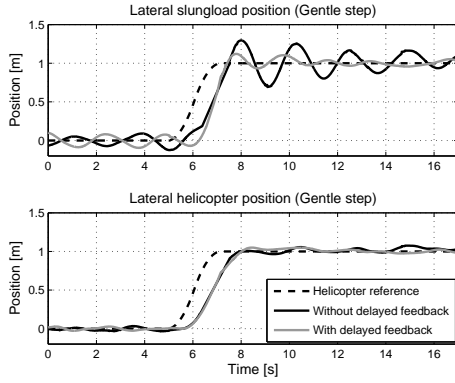 Lateral slungload position (Gentle step)
Position [m]
1.5
1
0.5
0
0 2 4 6 8 10 12 14 16
Lateral helicopter position (Gentle step)
Position [m]
1.5
1
0.5
0
Helicopter reference
Without delayed feedback
With delayed feedback
0 2 4 6 8 10 12 14 16
Time [s]